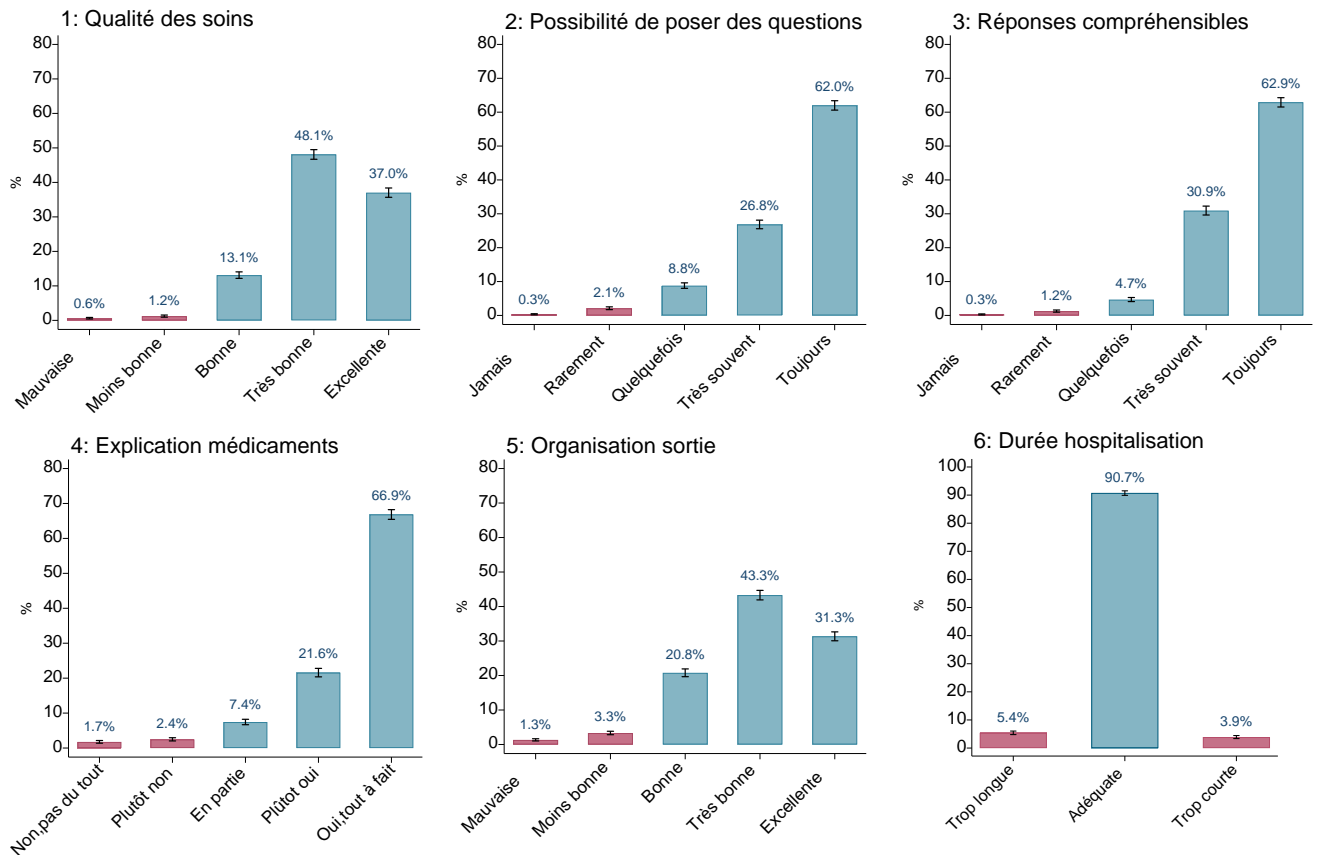 1: Qualité des soins
80
70
60
50
40
30
20
10
0
%
0.6%
1.2%
13.1%
48.1%
37.0%
Mauvaise
Moins bonne
Bonne
Très bonne
Excellente
2: Possibilité de poser des questions
80
70
60
50
40
30
20
10
0
%
0.3%
2.1%
8.8%
26.8%
62.0%
Jamais
Rarement
Quelquefois
Très souvent
Toujours
3: Réponses compréhensibles
80
70
60
50
40
30
20
10
0
%
0.3%
1.2%
4.7%
30.9%
62.9%
Jamais
Rarement
Quelquefois
Très souvent
Toujours
4: Explication médicaments
80
70
60
50
40
30
20
10
0
%
1.7%
2.4%
7.4%
21.6%
66.9%
Non,pas du tout
Plutôt non
En partie
Plûtot oui
Oui,tout à fait
5: Organisation sortie
80
70
60
50
40
30
20
10
0
%
1.3%
3.3%
20.8%
43.3%
31.3%
Mauvaise
Moins bonne
Bonne
Très bonne
Excellente
6: Durée hospitalisation
100
90
80
70
60
50
40
30
20
10
0
%
5.4%
90.7%
3.9%
Trop longue
Adéquate
Trop courte